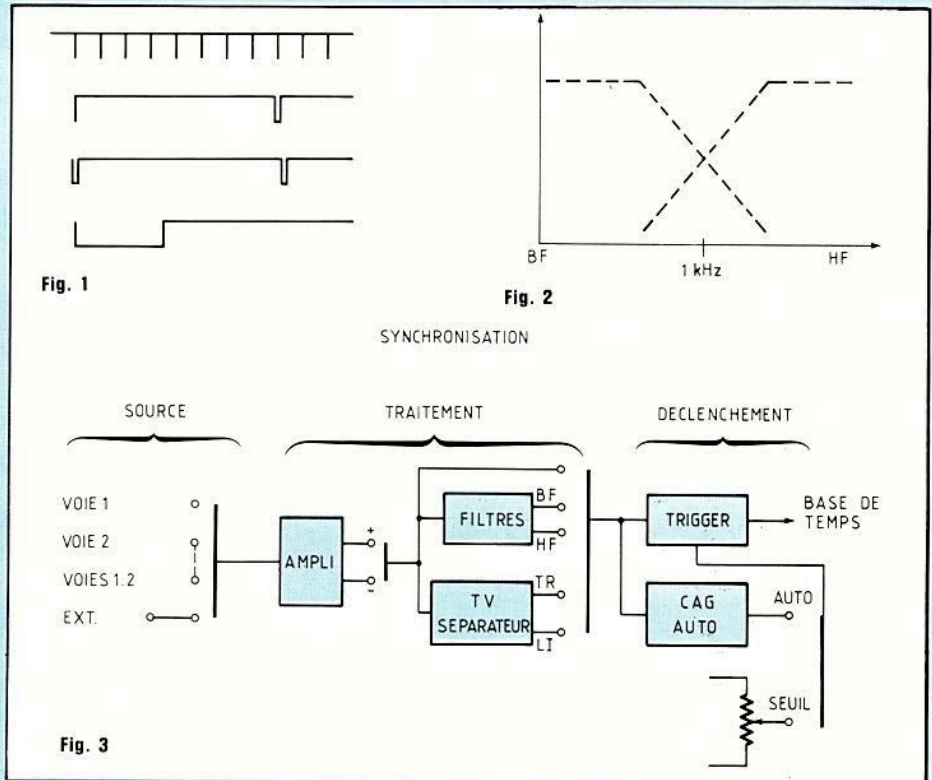 Fig. 1
BF
1 kHz
HF
Fig. 2
SYNCHRONISATION
SOURCE
TRAITEMENT
DECLENCHEMENT
VOIE 1
VOIE 2
VOIES 1.2
EXT.
AMPLI
+
-
FILTRES
BF
HF
TV
SEPARATEUR
TR
LI
TRIGGER
BASE DE
TEMPS
CAG
AUTO
AUTO
SEUIL
Fig. 3